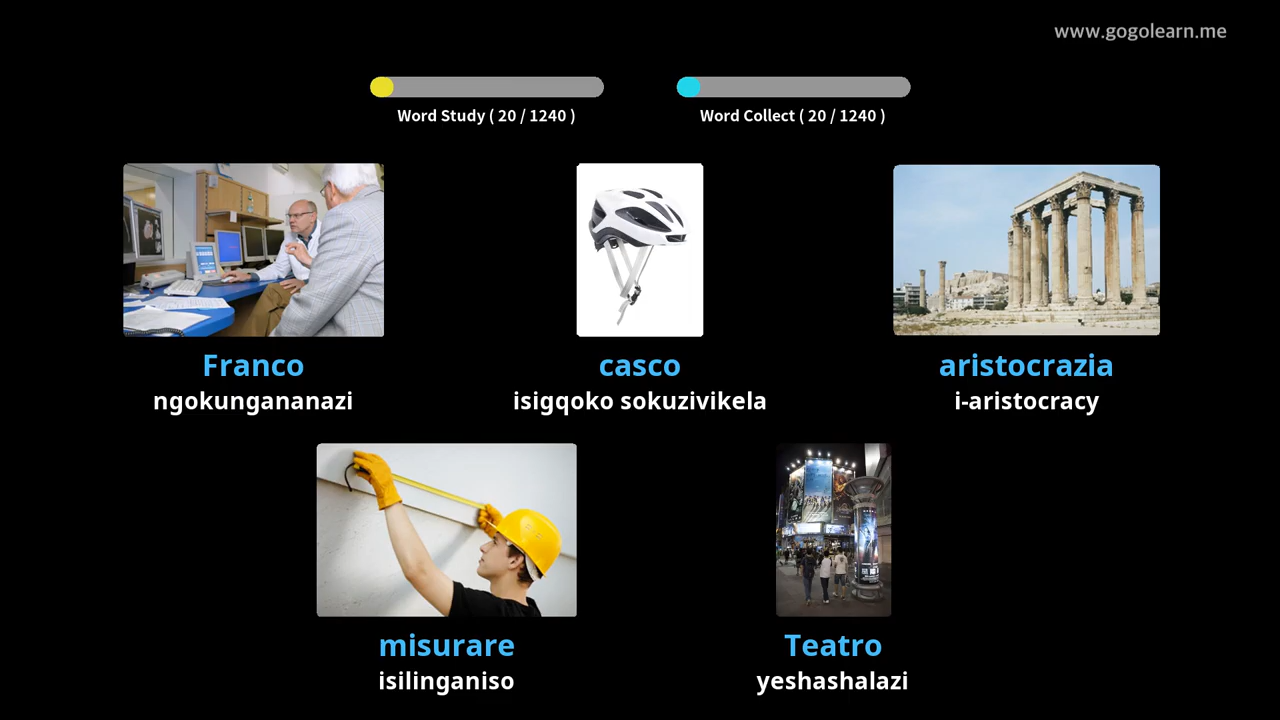 www.gogolearn.me
Word Study ( 20 / 1240 )
Word Collect ( 20 / 1240 )
Franco
ngokungananazi
casco
isigqoko sokuzivikela
aristocrazia
i-aristocracy
misurare
isilinganiso
Teatro
yeshashalazi